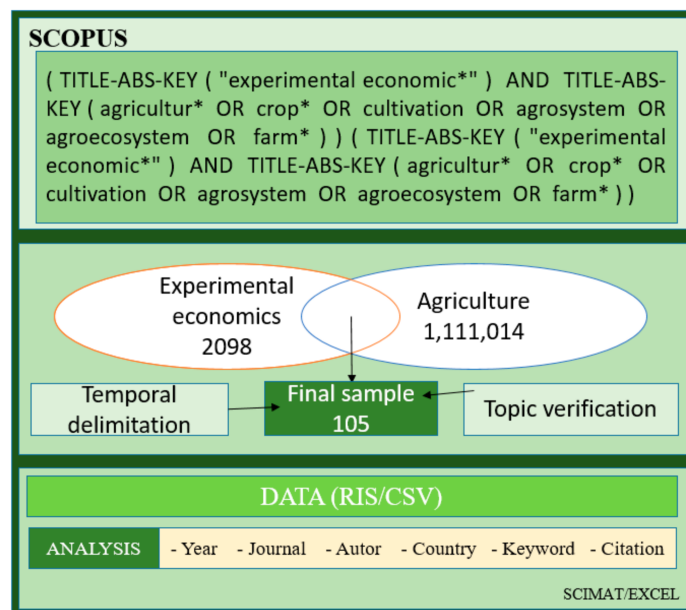 SCOPUS
( TITLE-ABS-KEY ( "experimental economic*" ) AND TITLE-ABS-
KEY ( agricultur* OR crop* OR cultivation OR agrosystem OR
agroecosystem OR farm* ) ) ( TITLE-ABS-KEY ( "experimental
economic*" ) AND TITLE-ABS-KEY ( agricultur* OR crop* OR
cultivation OR agrosystem OR agroecosystem OR farm* ) )
Experimental
economics
2098
Agriculture
1,111,014
Temporal
delimitation
Final sample
105
Topic verification
DATA (RIS/CSV)
ANALYSIS - Year - Journal - Autor - Country - Keyword - Citation
SCIMAT/EXCEL